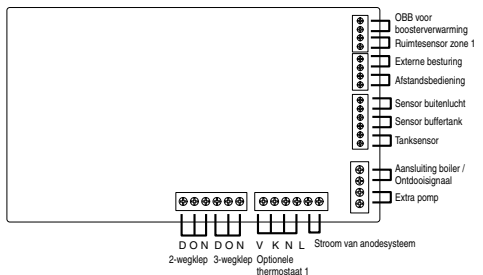 OBB voor
boosterverwarming
Ruimtesensor zone 1
Externe besturing
Afstandsbediening
Sensor buitenlucht
Sensor buffertank
Tanksensor
Aansluiting boiler /
Ontdooisignaal
Extra pomp
D O N D O N V K N L
Stroom van anodesysteem
2-wegklep 3-wegklep Optionele
thermostaat 1